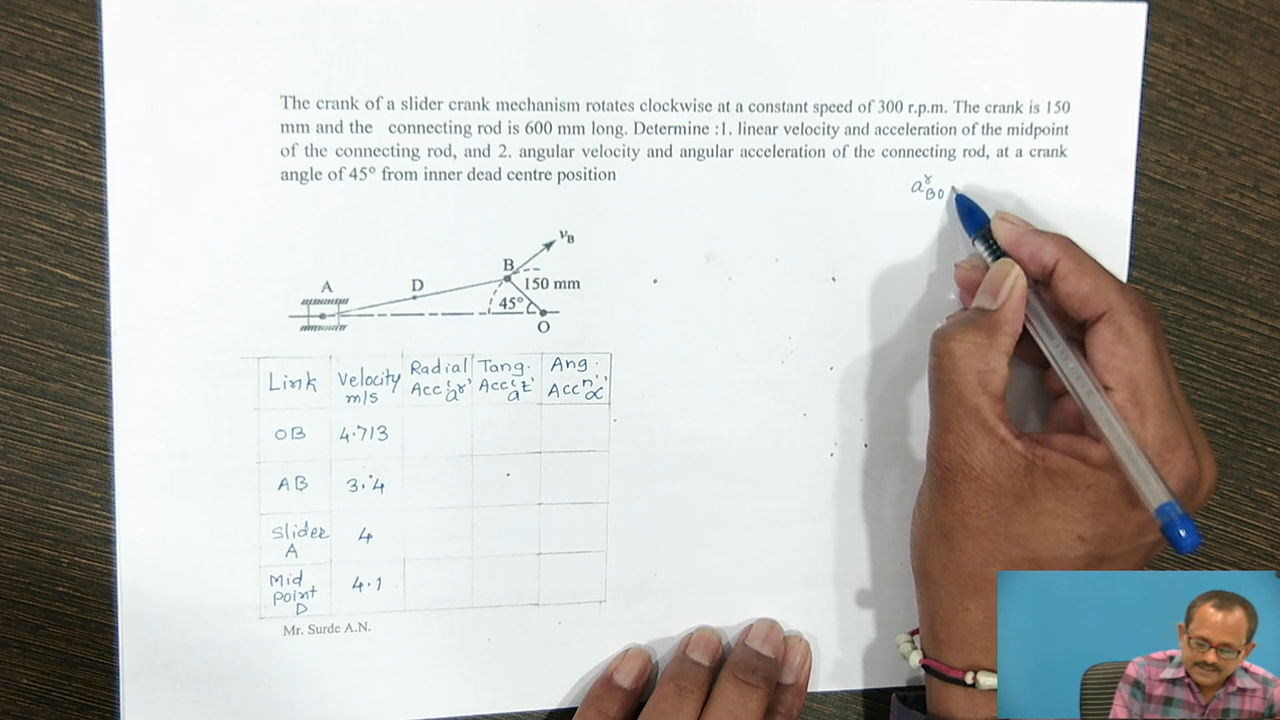 The crank of a slider crank mechanism rotates clockwise at a constant speed of 300 r.p.m. The crank is 150
mm and the connecting rod is 600 mm long. Determine :1. linear velocity and acceleration of the midpoint
of the connecting rod, and 2. angular velocity and angular acceleration of the connecting rod, at a crank
angle of 45° from inner dead centre position
a^r_BO
v_B
B
A
D
150 mm
45°
O
Link Velocity m/s Radial Accⁿ 'a^r' Tang. Accⁿ 'a^t' Ang. Accⁿ 'α'
OB 4.713
AB 3.4
Slider A 4
Mid point D 4.1
Mr. Surde A.N.